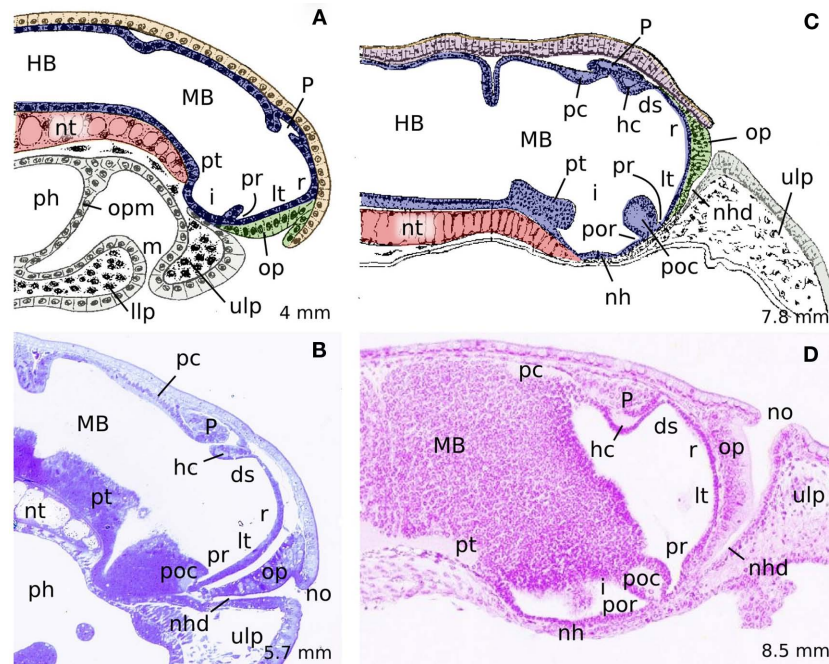 A
HB
MB
P
nt
pt
i
pr
lt
r
ph
opm
m
op
llp
ulp
4 mm
C
P
pc
hc
ds
r
op
HB
MB
pt
pr
lt
i
ulp
nt
por
nhd
nh
poc
7.8 mm
B
pc
MB
P
hc
ds
pt
nt
r
lt
pr
poc
op
no
ph
nhd
ulp
5.7 mm
D
pc
P
no
ds
hc
MB
r
op
lt
ulp
pt
pr
poc
nhd
i
por
nh
8.5 mm